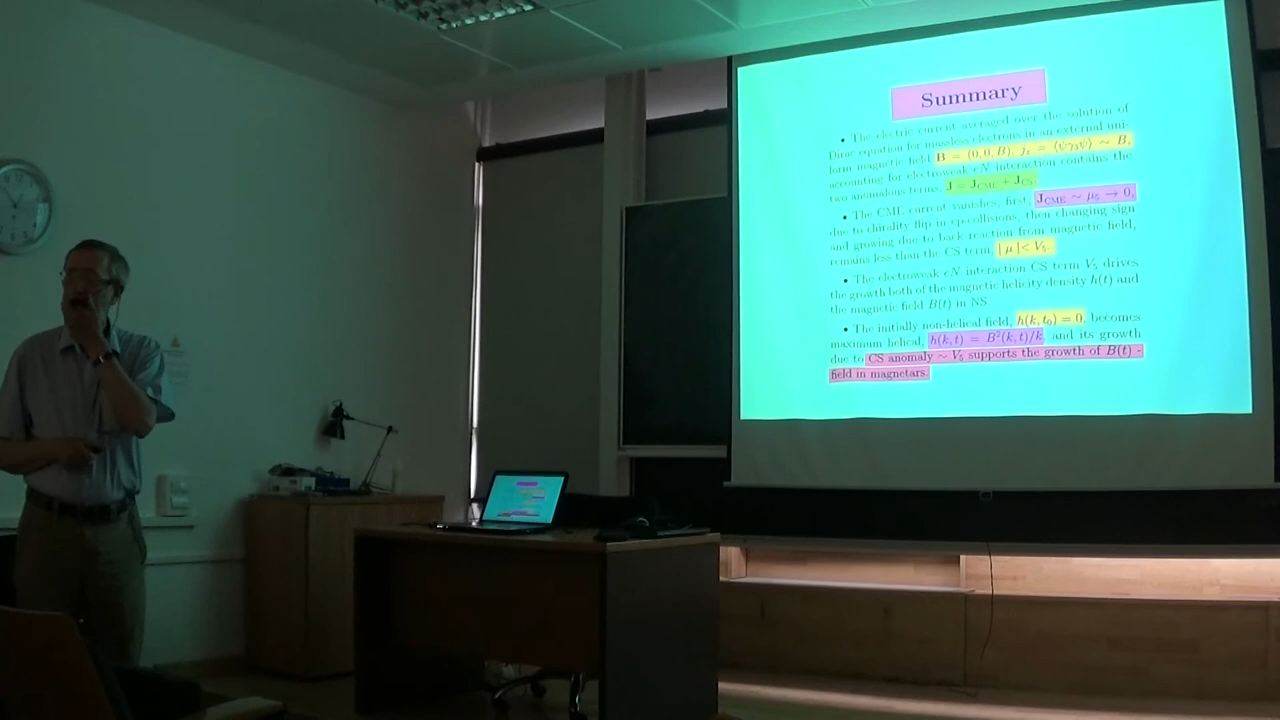 Summary
• The electric current averaged over the solution of
Dirac equation for massless electrons in an external uni-
form magnetic field B = (0, 0, B), j_z = ⟨ψ̄γ₃ψ⟩ ∼ B,
accounting for electroweak eN interaction contains the
two anomalous terms, J = J_CME + J_CS
• The CME current vanishes, first, J_CME ∼ μ₅ → 0,
due to chirality flip in ep-collisions, then changing sign
and growing due to back reaction from magnetic field,
remains less than the CS term, | μ |< V₅.
• The electroweak eN interaction CS term V₅ drives
the growth both of the magnetic helicity density h(t) and
magnetic field B(t) in NS
• The initially non-helical field, h(k, t₀) = 0, becomes
maximum helical, h(k, t) = B²(k, t)/k, and its growth
due to CS anomaly ∼ V₅ supports the growth of B(t) -
field in magnetars.